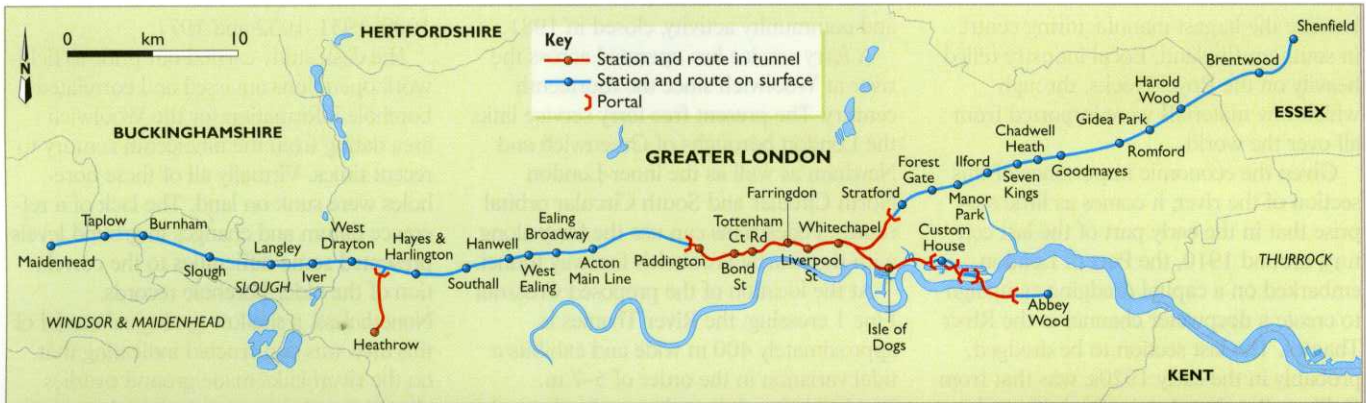 0 km 10
N
HERTFORDSHIRE
BUCKINGHAMSHIRE
Key
Station and route in tunnel
Station and route on surface
Portal
GREATER LONDON
ESSEX
THURROCK
KENT
SLOUGH
WINDSOR & MAIDENHEAD
Maidenhead
Taplow
Burnham
Slough
Langley
Iver
West
Drayton
Heathrow
Hayes &
Harlington
Southall
Hanwell
West
Ealing
Ealing
Broadway
Acton
Main Line
Paddington
Bond
St
Tottenham
Ct Rd
Farringdon
Liverpool
St
Whitechapel
Stratford
Forest
Gate
Manor
Park
Ilford
Seven
Kings
Chadwell
Heath
Goodmayes
Romford
Gidea Park
Harold
Wood
Brentwood
Shenfield
Isle of
Dogs
Custom
House
Abbey
Wood